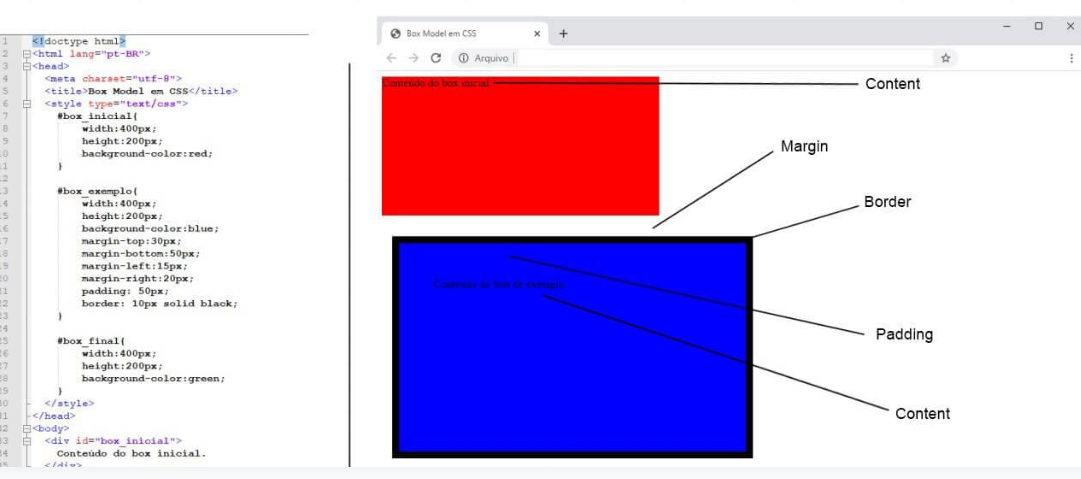 1 <!doctype html>
2 <html lang="pt-BR">
3 <head>
4 <meta charset="utf-8">
5 <title>Box Model em CSS</title>
6 <style type="text/css">
7 #box_inicial{
8 width:400px;
9 height:200px;
10 background-color:red;
11 }
12
13 #box_exemplo{
14 width:400px;
15 height:200px;
16 background-color:blue;
17 margin-top:30px;
18 margin-bottom:50px;
19 margin-left:15px;
20 margin-right:20px;
21 padding: 50px;
22 border: 10px solid black;
23 }
24
25 #box_final{
26 width:400px;
27 height:200px;
28 background-color:green;
29 }
30 </style>
31 </head>
32 <body>
33 <div id="box_inicial">
34 Conteúdo do box inicial.
35 </div>
Box Model em CSS
Arquivo
Conteúdo do box inicial.
Content
Margin
Border
Conteúdo do box de exemplo.
Padding
Content